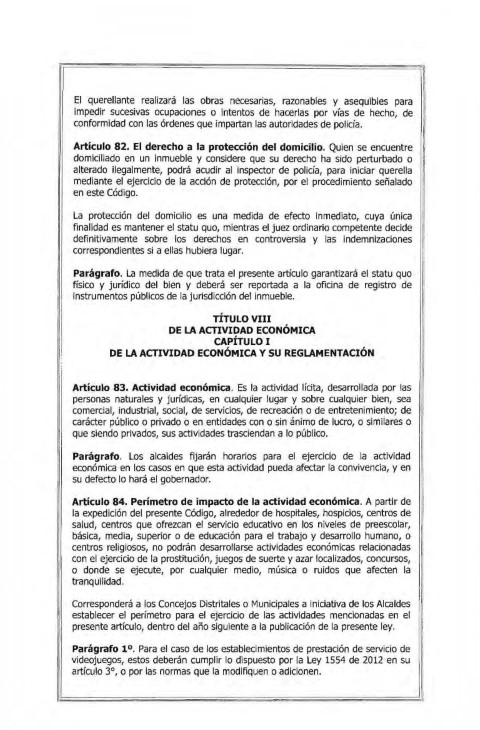 El querellante realizará las obras necesarias, razonables y asequibles para
impedir sucesivas ocupaciones o intentos de hacerlas por vías de hecho, de
conformidad con las órdenes que impartan las autoridades de policía.
Artículo 82. El derecho a la protección del domicilio. Quien se encuentre
domiciliado en un inmueble y considere que su derecho ha sido perturbado o
alterado ilegalmente, podrá acudir al inspector de policía, para iniciar querella
mediante el ejercicio de la acción de protección, por el procedimiento señalado
en este Código.
La protección del domicilio es una medida de efecto inmediato, cuya única
finalidad es mantener el statu quo, mientras el juez ordinario competente decide
definitivamente sobre los derechos en controversia y las indemnizaciones
correspondientes si a ellas hubiera lugar.
Parágrafo. La medida de que trata el presente artículo garantizará el statu quo
físico y jurídico del bien y deberá ser reportada a la oficina de registro de
instrumentos públicos de la jurisdicción del inmueble.
TÍTULO VIII
DE LA ACTIVIDAD ECONÓMICA
CAPÍTULO I
DE LA ACTIVIDAD ECONÓMICA Y SU REGLAMENTACIÓN
Artículo 83. Actividad económica. Es la actividad lícita, desarrollada por las
personas naturales y jurídicas, en cualquier lugar y sobre cualquier bien, sea
comercial, industrial, social, de servicios, de recreación o de entretenimiento; de
carácter público o privado o en entidades con o sin ánimo de lucro, o similares o
que siendo privados, sus actividades trasciendan a lo público.
Parágrafo. Los alcaldes fijarán horarios para el ejercicio de la actividad
económica en los casos en que esta actividad pueda afectar la convivencia, y en
su defecto lo hará el gobernador.
Artículo 84. Perímetro de impacto de la actividad económica. A partir de
la expedición del presente Código, alrededor de hospitales, hospicios, centros de
salud, centros que ofrezcan el servicio educativo en los niveles de preescolar,
básica, media, superior o de educación para el trabajo y desarrollo humano, o
centros religiosos, no podrán desarrollarse actividades económicas relacionadas
con el ejercicio de la prostitución, juegos de suerte y azar localizados, concursos,
o donde se ejecute, por cualquier medio, música o ruidos que afecten la
tranquilidad.
Corresponderá a los Concejos Distritales o Municipales a iniciativa de los Alcaldes
establecer el perímetro para el ejercicio de las actividades mencionadas en el
presente artículo, dentro del año siguiente a la publicación de la presente ley.
Parágrafo 1º. Para el caso de los establecimientos de prestación de servicio de
videojuegos, estos deberán cumplir lo dispuesto por la Ley 1554 de 2012 en su
artículo 3°, o por las normas que la modifiquen o adicionen.